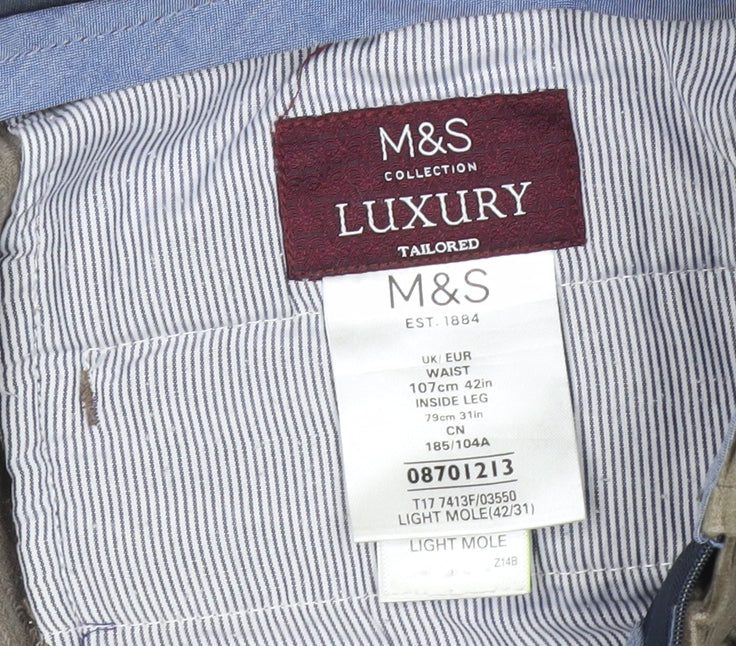 M&S
COLLECTION
LUXURY
TAILORED
M&S
EST. 1884
UK/ EUR
WAIST
107cm 42in
INSIDE LEG
79cm 31in
CN
185/104A
08701213
T17 7413F/03550
LIGHT MOLE(42/31)
LIGHT MOLE
Z14B